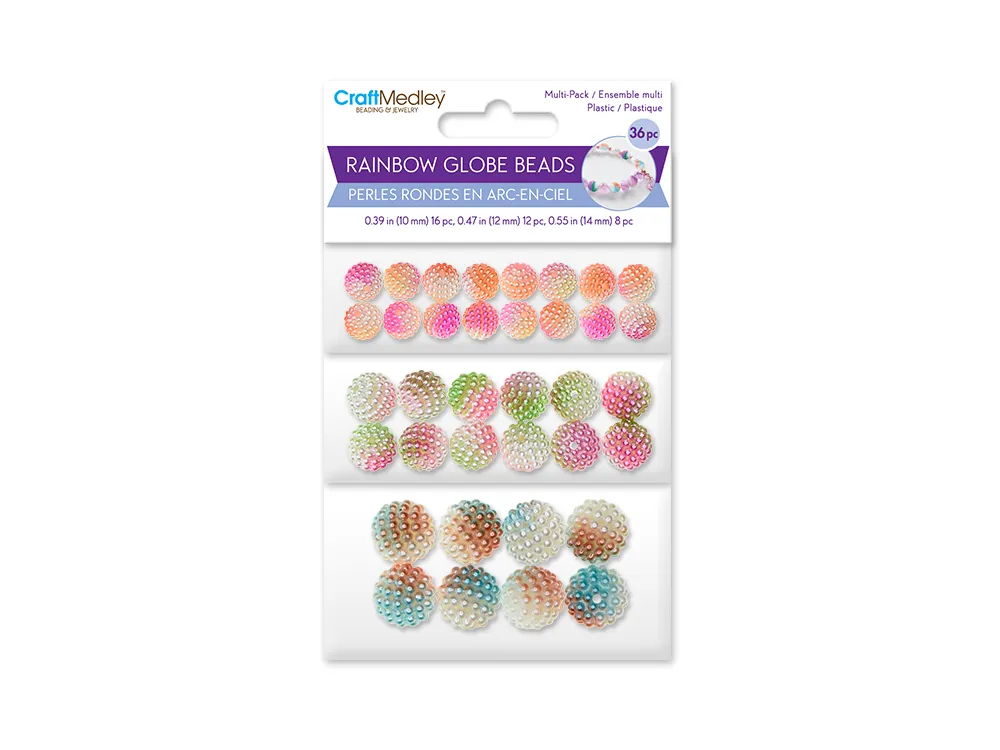 CraftMedley™
BEADING & JEWELRY
Multi-Pack / Ensemble multi
Plastic / Plastique
36 pc
RAINBOW GLOBE BEADS
PERLES RONDES EN ARC-EN-CIEL
0.39 in (10 mm) 16 pc, 0.47 in (12 mm) 12 pc, 0.55 in (14 mm) 8 pc